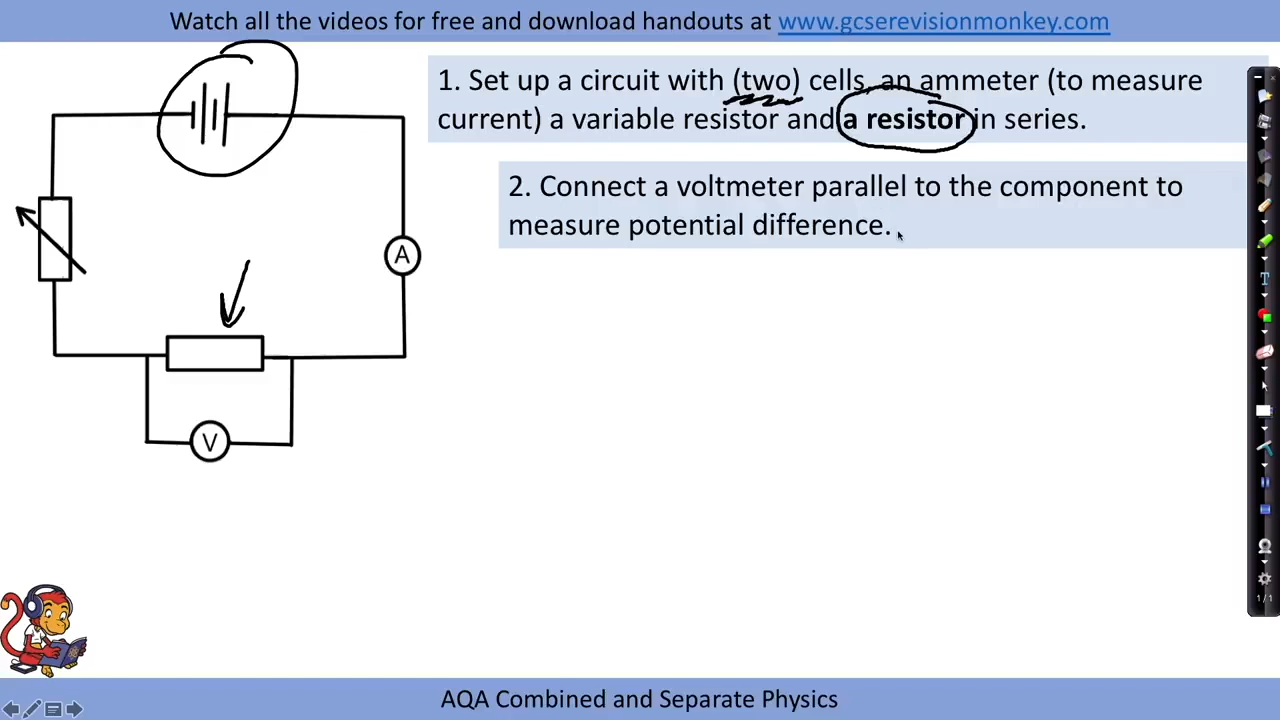 Watch all the videos for free and download handouts at www.gcserevisionmonkey.com
1. Set up a circuit with (two) cells, an ammeter (to measure
current) a variable resistor and a resistor in series.
2. Connect a voltmeter parallel to the component to
measure potential difference.
A
V
T
1/1
AQA Combined and Separate Physics